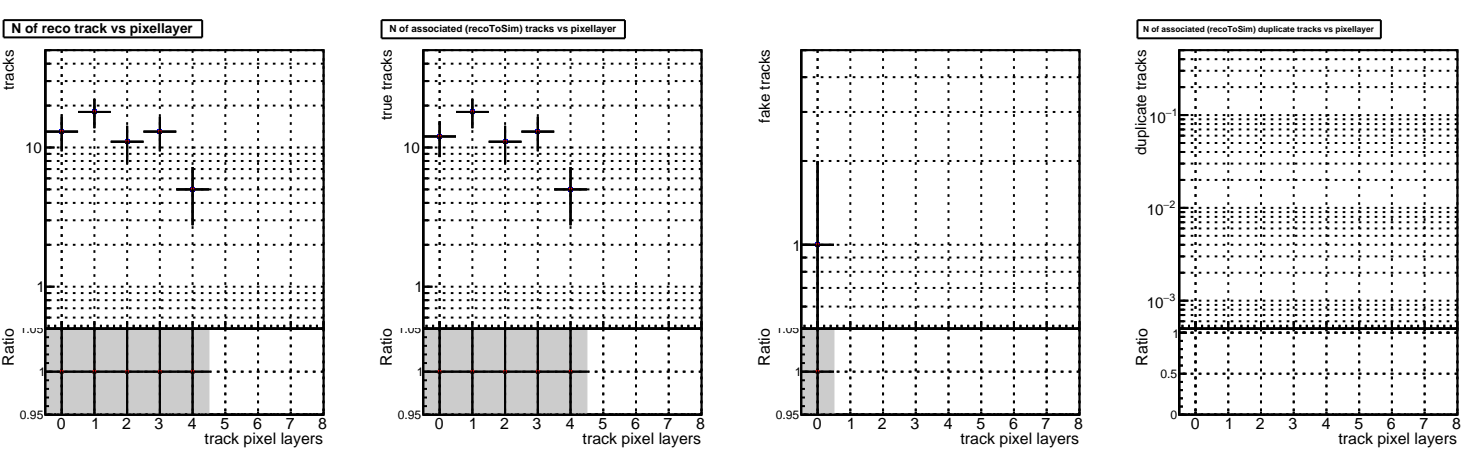 N of reco track vs pixellayer
tracks
10
1
Ratio
1.05
1
0.95
0 1 2 3 4 5 6 7 8
track pixel layers
N of associated (recoToSim) tracks vs pixellayer
true tracks
10
1
Ratio
1.05
1
0.95
0 1 2 3 4 5 6 7 8
track pixel layers
fake tracks
1
Ratio
1.05
1
0.95
0 1 2 3 4 5 6 7 8
track pixel layers
N of associated (recoToSim) duplicate tracks vs pixellayer
duplicate tracks
10⁻¹
10⁻²
10⁻³
Ratio
1
0.5
0
0 1 2 3 4 5 6 7 8
track pixel layers